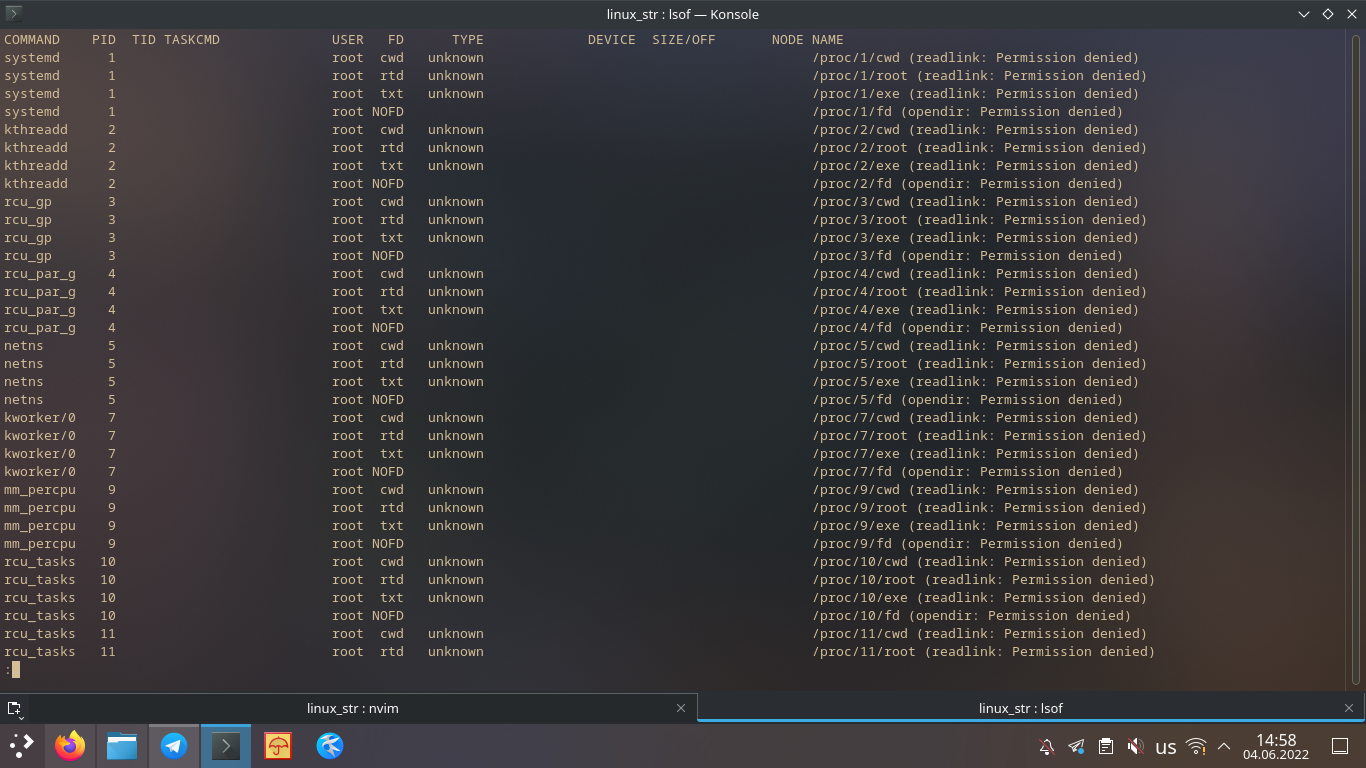 linux_str : lsof — Konsole
COMMAND    PID  TID TASKCMD              USER   FD      TYPE             DEVICE  SIZE/OFF       NODE NAME
systemd      1                           root  cwd   unknown                                         /proc/1/cwd (readlink: Permission denied)
systemd      1                           root  rtd   unknown                                         /proc/1/root (readlink: Permission denied)
systemd      1                           root  txt   unknown                                         /proc/1/exe (readlink: Permission denied)
systemd      1                           root NOFD                                                   /proc/1/fd (opendir: Permission denied)
kthreadd     2                           root  cwd   unknown                                         /proc/2/cwd (readlink: Permission denied)
kthreadd     2                           root  rtd   unknown                                         /proc/2/root (readlink: Permission denied)
kthreadd     2                           root  txt   unknown                                         /proc/2/exe (readlink: Permission denied)
kthreadd     2                           root NOFD                                                   /proc/2/fd (opendir: Permission denied)
rcu_gp       3                           root  cwd   unknown                                         /proc/3/cwd (readlink: Permission denied)
rcu_gp       3                           root  rtd   unknown                                         /proc/3/root (readlink: Permission denied)
rcu_gp       3                           root  txt   unknown                                         /proc/3/exe (readlink: Permission denied)
rcu_gp       3                           root NOFD                                                   /proc/3/fd (opendir: Permission denied)
rcu_par_g    4                           root  cwd   unknown                                         /proc/4/cwd (readlink: Permission denied)
rcu_par_g    4                           root  rtd   unknown                                         /proc/4/root (readlink: Permission denied)
rcu_par_g    4                           root  txt   unknown                                         /proc/4/exe (readlink: Permission denied)
rcu_par_g    4                           root NOFD                                                   /proc/4/fd (opendir: Permission denied)
netns        5                           root  cwd   unknown                                         /proc/5/cwd (readlink: Permission denied)
netns        5                           root  rtd   unknown                                         /proc/5/root (readlink: Permission denied)
netns        5                           root  txt   unknown                                         /proc/5/exe (readlink: Permission denied)
netns        5                           root NOFD                                                   /proc/5/fd (opendir: Permission denied)
kworker/0    7                           root  cwd   unknown                                         /proc/7/cwd (readlink: Permission denied)
kworker/0    7                           root  rtd   unknown                                         /proc/7/root (readlink: Permission denied)
kworker/0    7                           root  txt   unknown                                         /proc/7/exe (readlink: Permission denied)
kworker/0    7                           root NOFD                                                   /proc/7/fd (opendir: Permission denied)
mm_percpu    9                           root  cwd   unknown                                         /proc/9/cwd (readlink: Permission denied)
mm_percpu    9                           root  rtd   unknown                                         /proc/9/root (readlink: Permission denied)
mm_percpu    9                           root  txt   unknown                                         /proc/9/exe (readlink: Permission denied)
mm_percpu    9                           root NOFD                                                   /proc/9/fd (opendir: Permission denied)
rcu_tasks   10                           root  cwd   unknown                                         /proc/10/cwd (readlink: Permission denied)
rcu_tasks   10                           root  rtd   unknown                                         /proc/10/root (readlink: Permission denied)
rcu_tasks   10                           root  txt   unknown                                         /proc/10/exe (readlink: Permission denied)
rcu_tasks   10                           root NOFD                                                   /proc/10/fd (opendir: Permission denied)
rcu_tasks   11                           root  cwd   unknown                                         /proc/11/cwd (readlink: Permission denied)
rcu_tasks   11                           root  rtd   unknown                                         /proc/11/root (readlink: Permission denied)
:
linux_str : nvim
linux_str : lsof
us
14:58
04.06.2022